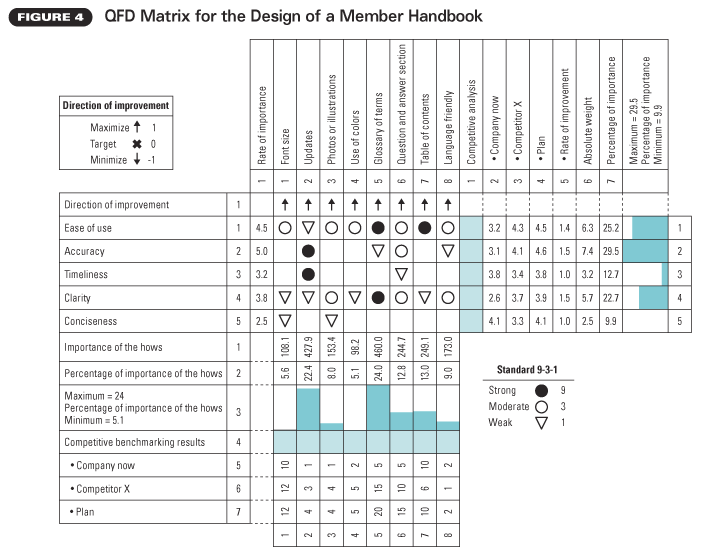 FIGURE 4 QFD Matrix for the Design of a Member Handbook
Direction of improvement
Maximize 1
Target 0
Minimize -1
Rate of importance
Font size
Updates
Photos or illustrations
Use of colors
Glossary of terms
Question and answer section
Table of contents
Language friendly
Competitive analysis
• Company now
• Competitor X
• Plan
• Rate of improvement
Absolute weight
Percentage of importance
Maximum = 29.5
Percentage of importance
Minimum = 9.9
1 1 2 3 4 5 6 7 8 1 2 3 4 5 6 7
Direction of improvement 1
Ease of use 1 4.5 3.2 4.3 4.5 1.4 6.3 25.2 1
Accuracy 2 5.0 3.1 4.1 4.6 1.5 7.4 29.5 2
Timeliness 3 3.2 3.8 3.4 3.8 1.0 3.2 12.7 3
Clarity 4 3.8 2.6 3.7 3.9 1.5 5.7 22.7 4
Conciseness 5 2.5 4.1 3.3 4.1 1.0 2.5 9.9 5
Importance of the hows 1 108.1 427.9 153.4 98.2 460.0 244.7 249.1 173.0
Percentage of importance of the hows 2 5.6 22.4 8.0 5.1 24.0 12.8 13.0 9.0
Maximum = 24
Percentage of importance of the hows 3
Minimum = 5.1
Competitive benchmarking results 4
• Company now 5 10 1 1 2 5 5 10 2
• Competitor X 6 12 3 4 5 15 10 6 1
• Plan 7 12 4 4 5 20 15 10 2
1 2 3 4 5 6 7 8
Standard 9-3-1
Strong 9
Moderate 3
Weak 1